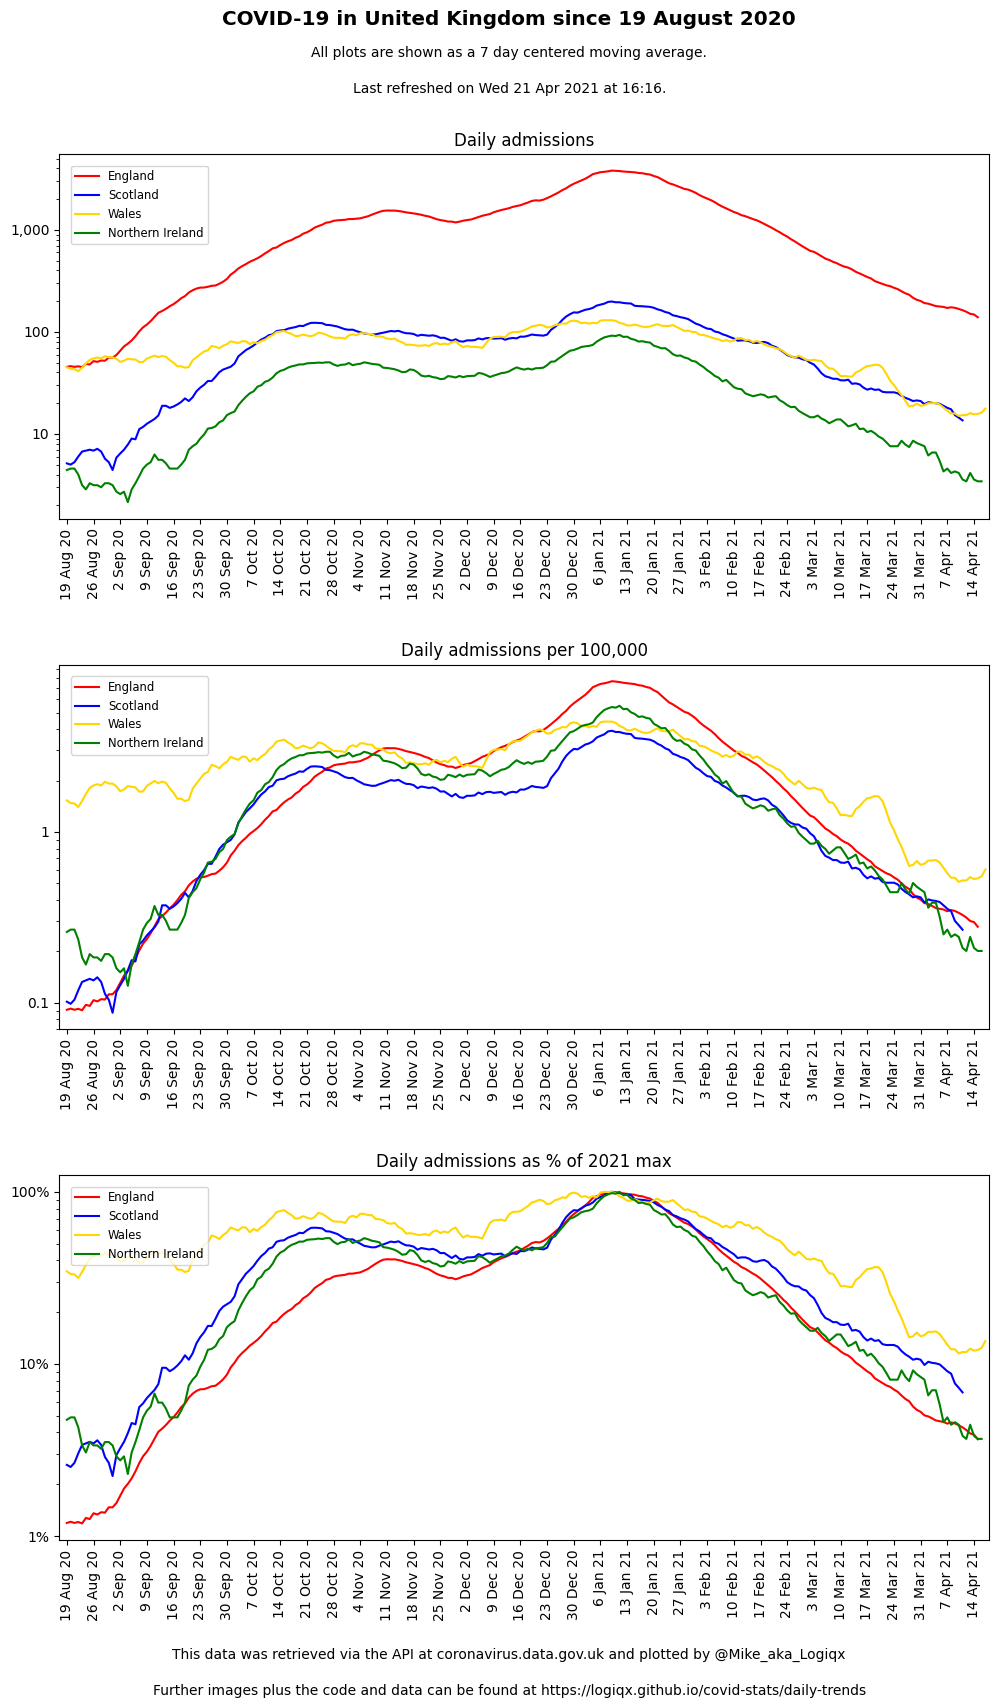 COVID-19 in United Kingdom since 19 August 2020
All plots are shown as a 7 day centered moving average.
Last refreshed on Wed 21 Apr 2021 at 16:16.
Daily admissions
England
Scotland
Wales
Northern Ireland
1,000
100
10
19 Aug 20
26 Aug 20
2 Sep 20
9 Sep 20
16 Sep 20
23 Sep 20
30 Sep 20
7 Oct 20
14 Oct 20
21 Oct 20
28 Oct 20
4 Nov 20
11 Nov 20
18 Nov 20
25 Nov 20
2 Dec 20
9 Dec 20
16 Dec 20
23 Dec 20
30 Dec 20
6 Jan 21
13 Jan 21
20 Jan 21
27 Jan 21
3 Feb 21
10 Feb 21
17 Feb 21
24 Feb 21
3 Mar 21
10 Mar 21
17 Mar 21
24 Mar 21
31 Mar 21
7 Apr 21
14 Apr 21
Daily admissions per 100,000
England
Scotland
Wales
Northern Ireland
1
0.1
19 Aug 20
26 Aug 20
2 Sep 20
9 Sep 20
16 Sep 20
23 Sep 20
30 Sep 20
7 Oct 20
14 Oct 20
21 Oct 20
28 Oct 20
4 Nov 20
11 Nov 20
18 Nov 20
25 Nov 20
2 Dec 20
9 Dec 20
16 Dec 20
23 Dec 20
30 Dec 20
6 Jan 21
13 Jan 21
20 Jan 21
27 Jan 21
3 Feb 21
10 Feb 21
17 Feb 21
24 Feb 21
3 Mar 21
10 Mar 21
17 Mar 21
24 Mar 21
31 Mar 21
7 Apr 21
14 Apr 21
Daily admissions as % of 2021 max
England
Scotland
Wales
Northern Ireland
100%
10%
1%
19 Aug 20
26 Aug 20
2 Sep 20
9 Sep 20
16 Sep 20
23 Sep 20
30 Sep 20
7 Oct 20
14 Oct 20
21 Oct 20
28 Oct 20
4 Nov 20
11 Nov 20
18 Nov 20
25 Nov 20
2 Dec 20
9 Dec 20
16 Dec 20
23 Dec 20
30 Dec 20
6 Jan 21
13 Jan 21
20 Jan 21
27 Jan 21
3 Feb 21
10 Feb 21
17 Feb 21
24 Feb 21
3 Mar 21
10 Mar 21
17 Mar 21
24 Mar 21
31 Mar 21
7 Apr 21
14 Apr 21
This data was retrieved via the API at coronavirus.data.gov.uk and plotted by @Mike_aka_Logiqx
Further images plus the code and data can be found at https://logiqx.github.io/covid-stats/daily-trends